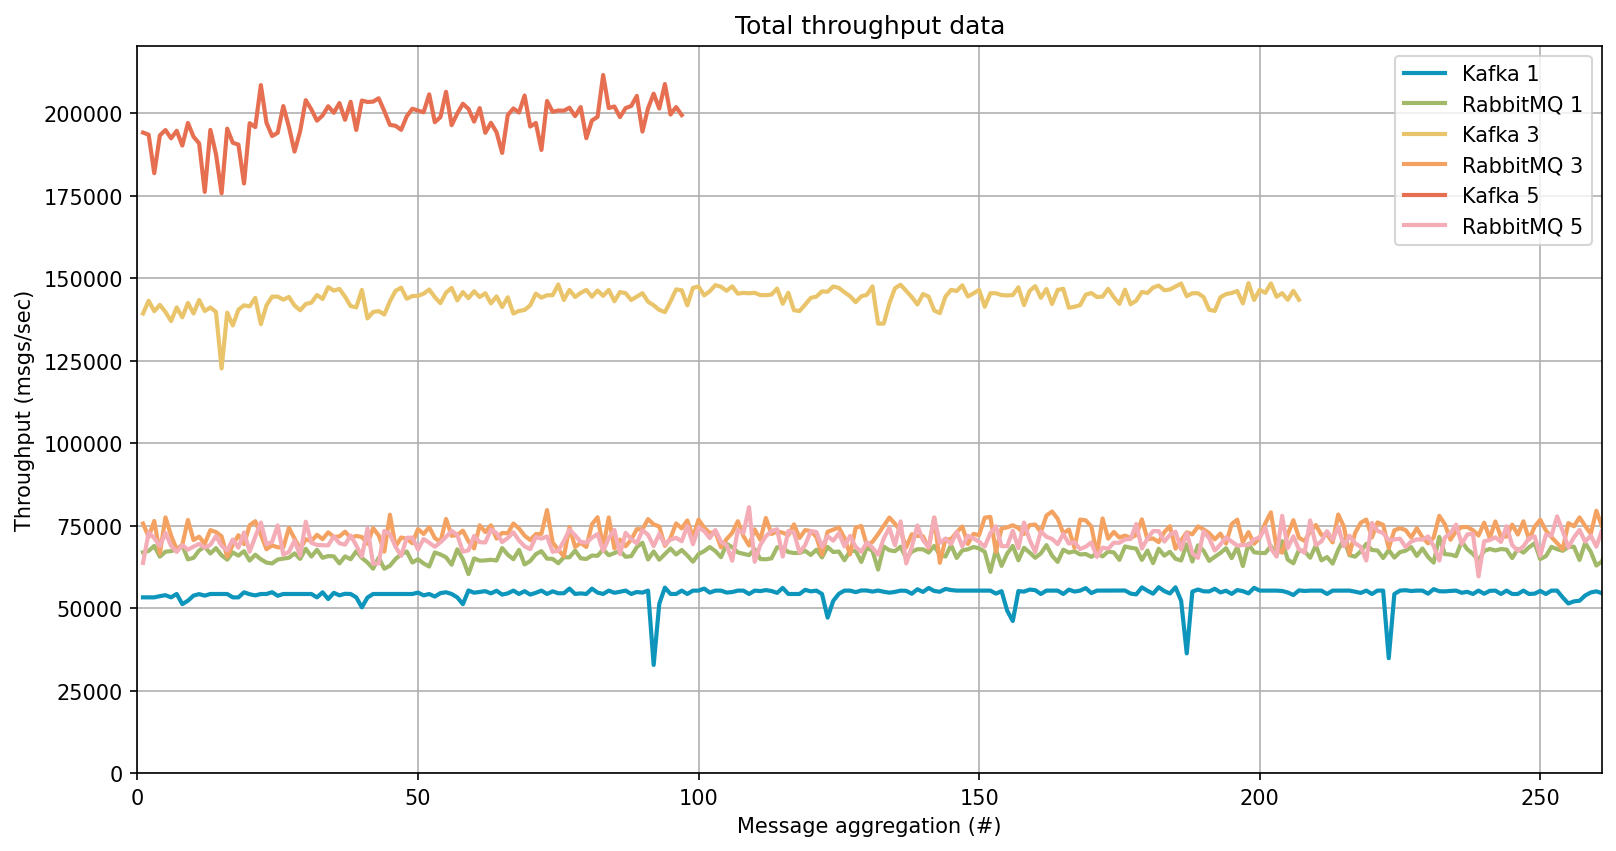 Total throughput data
Throughput (msgs/sec)
200000
175000
150000
125000
100000
75000
50000
25000
0
Kafka 1
RabbitMQ 1
Kafka 3
RabbitMQ 3
Kafka 5
RabbitMQ 5
0 50 100 150 200 250
Message aggregation (#)